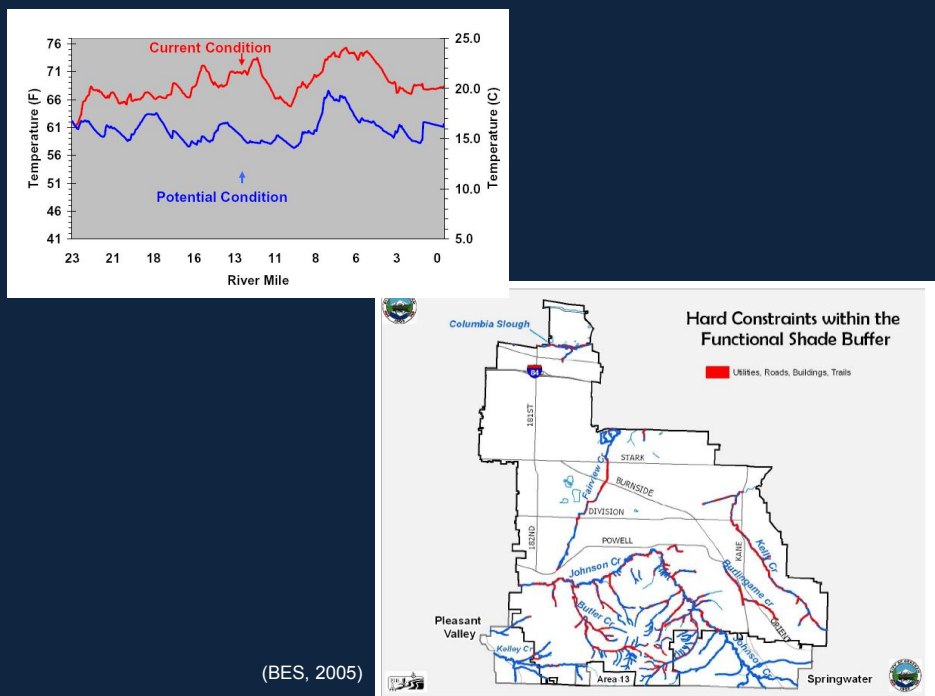 Current Condition
Potential Condition
Temperature (F)
76
71
66
61
56
51
46
41
25.0
20.0
15.0
10.0
5.0
Temperature (C)
23 21 18 16 13 11 8 6 3 0
River Mile
Hard Constraints within the
Functional Shade Buffer
Utilities, Roads, Buildings, Trails
Columbia Slough
84
181ST
STARK
Fairview Cr
BURNSIDE
DIVISION
182ND
POWELL
KANE
Kelly Cr
Johnson Cr
Burlingame cr
Butler Cr
ORIENT
Pleasant
Valley
Kelley Cr
Johnson Cr
Area 13
Springwater
(BES, 2005)